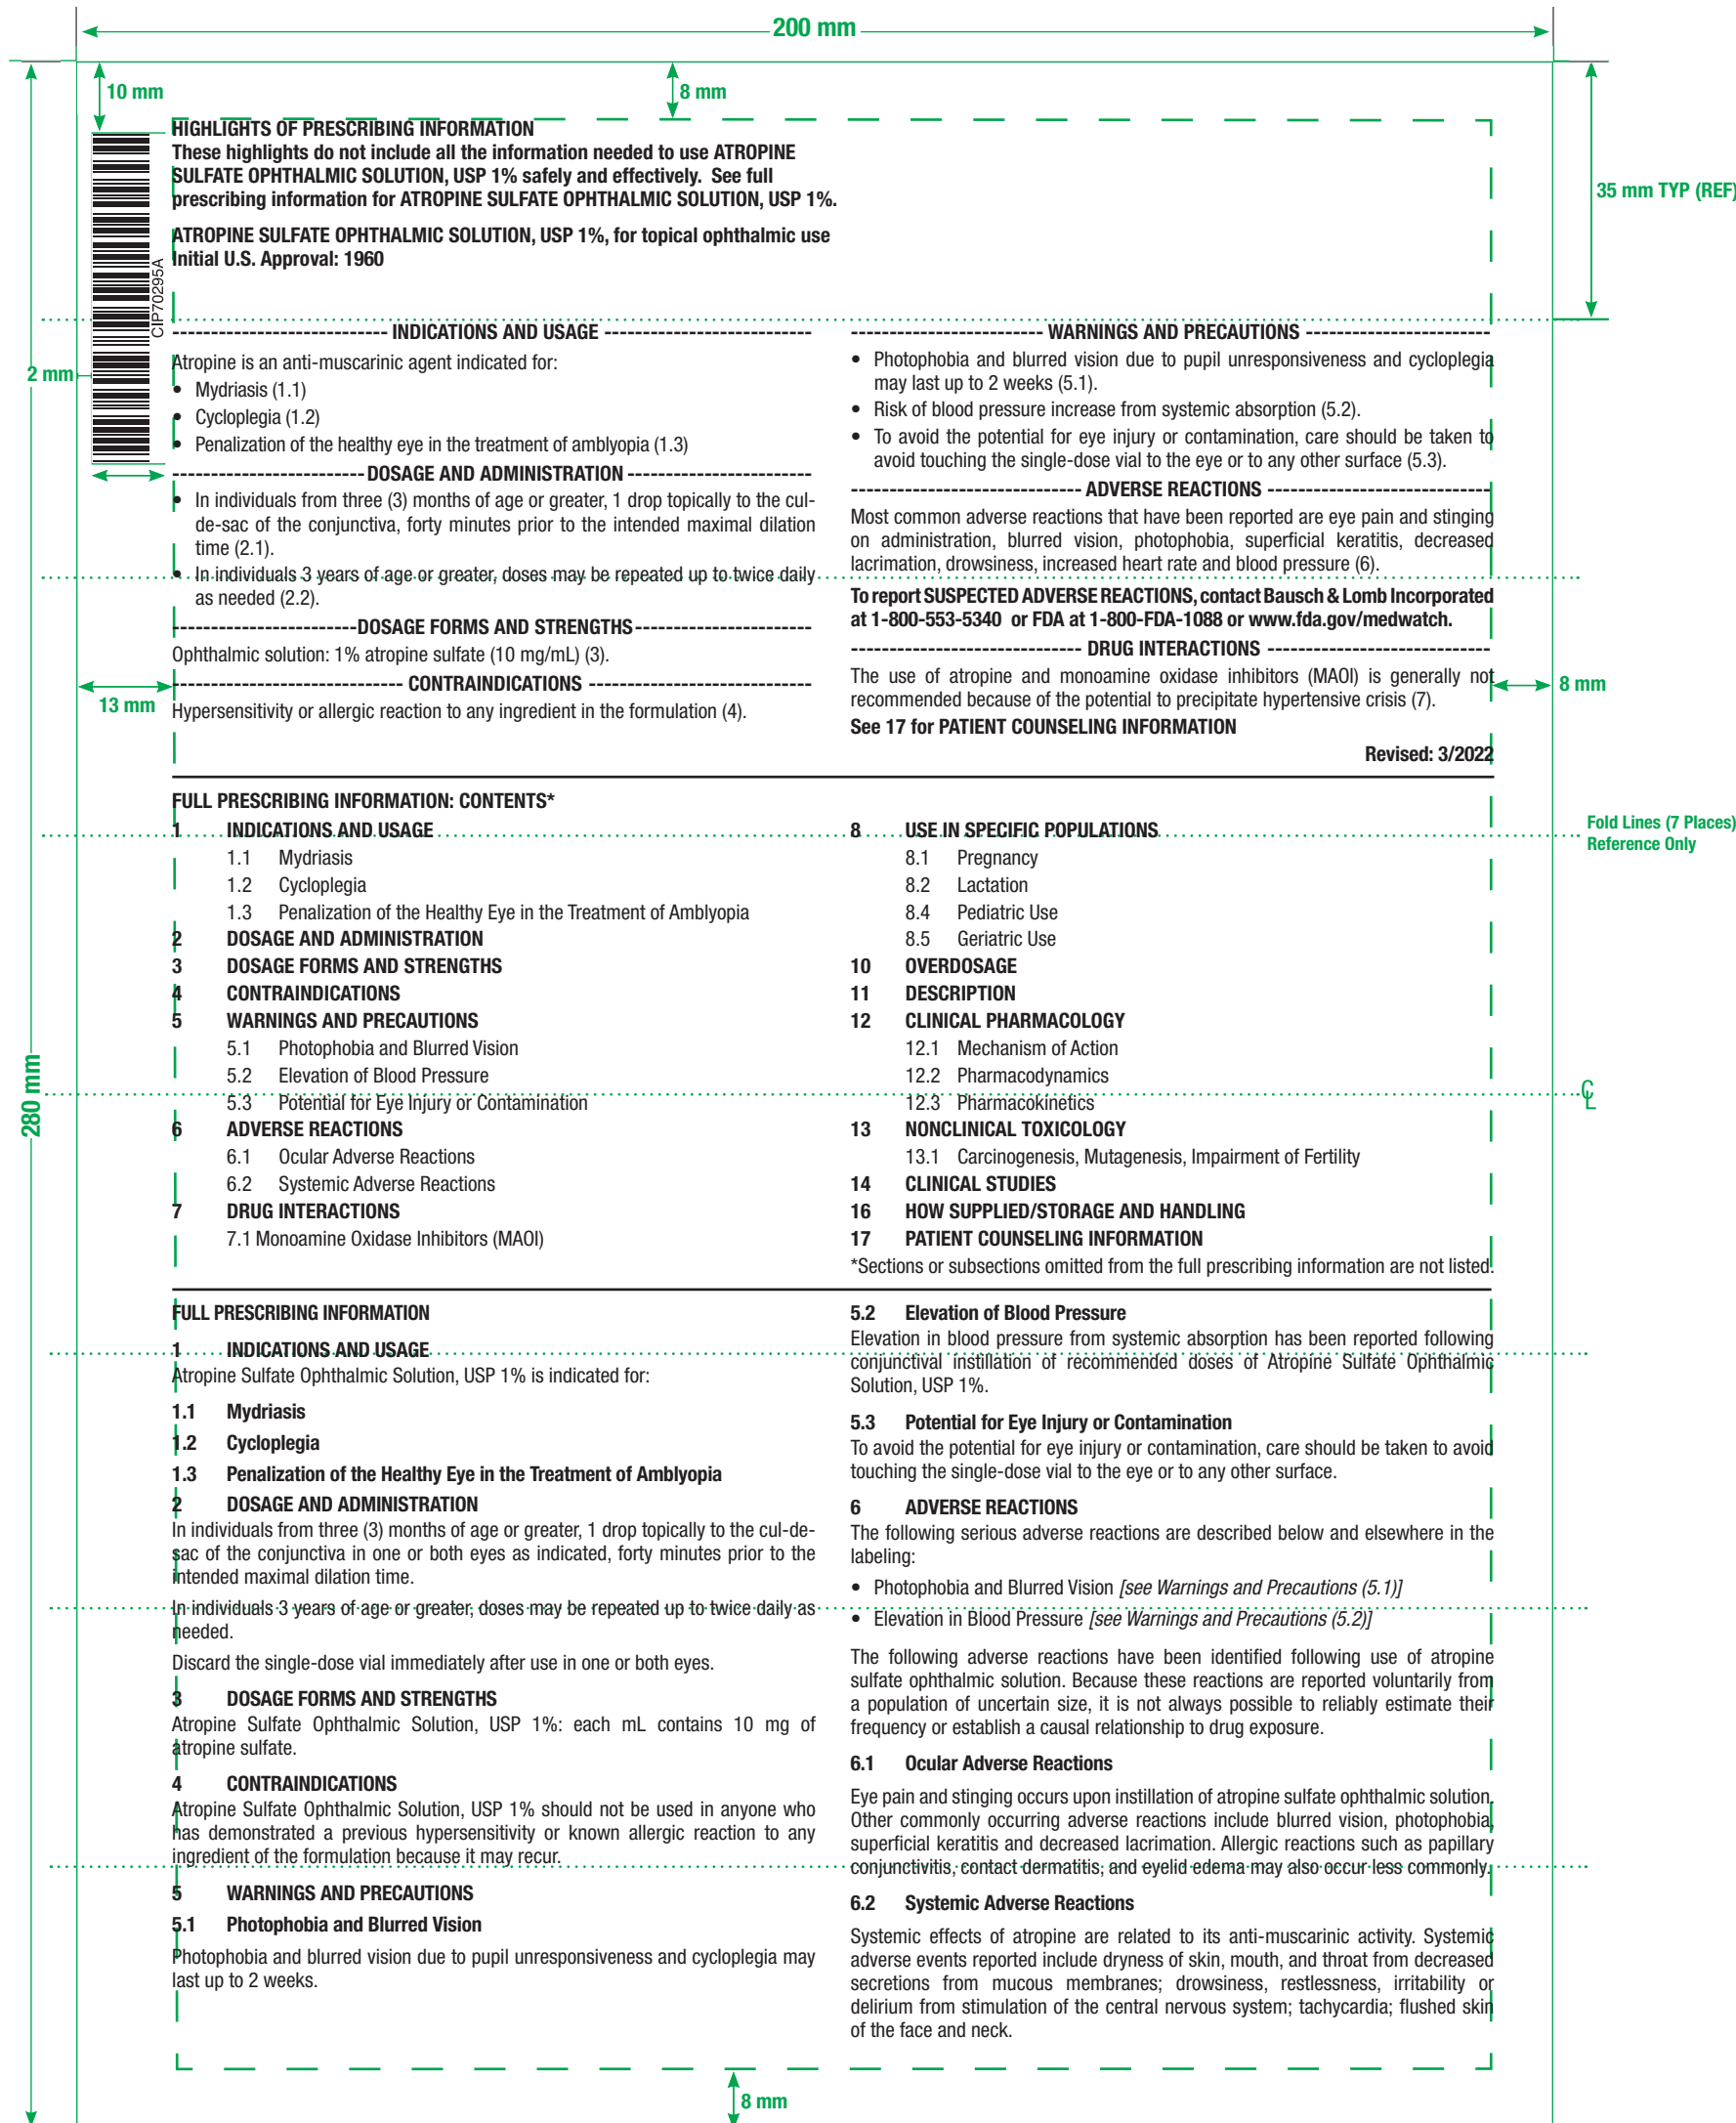 200 mm
10 mm
8 mm
HIGHLIGHTS OF PRESCRIBING INFORMATION
These highlights do not include all the information needed to use ATROPINE
SULFATE OPHTHALMIC SOLUTION, USP 1% safely and effectively.  See full
prescribing information for ATROPINE SULFATE OPHTHALMIC SOLUTION, USP 1%.
35 mm TYP (REF)
ATROPINE SULFATE OPHTHALMIC SOLUTION, USP 1%, for topical ophthalmic use
Initial U.S. Approval: 1960
CIP70295A
2 mm
--------------------------- INDICATIONS AND USAGE ---------------------------
Atropine is an anti-muscarinic agent indicated for:
• Mydriasis (1.1)
• Cycloplegia (1.2)
• Penalization of the healthy eye in the treatment of amblyopia (1.3)
-------------------------DOSAGE AND ADMINISTRATION------------------------
• In individuals from three (3) months of age or greater, 1 drop topically to the cul-
de-sac of the conjunctiva, forty minutes prior to the intended maximal dilation
time (2.1).
• In individuals 3 years of age or greater, doses may be repeated up to twice daily
as needed (2.2).
------------------------DOSAGE FORMS AND STRENGTHS-----------------------
Ophthalmic solution: 1% atropine sulfate (10 mg/mL) (3).
------------------------------ CONTRAINDICATIONS -----------------------------
Hypersensitivity or allergic reaction to any ingredient in the formulation (4).
13 mm
------------------------- WARNINGS AND PRECAUTIONS ------------------------
• Photophobia and blurred vision due to pupil unresponsiveness and cycloplegia
may last up to 2 weeks (5.1).
• Risk of blood pressure increase from systemic absorption (5.2).
• To avoid the potential for eye injury or contamination, care should be taken to
avoid touching the single-dose vial to the eye or to any other surface (5.3).
------------------------------ ADVERSE REACTIONS -----------------------------
Most common adverse reactions that have been reported are eye pain and stinging
on administration, blurred vision, photophobia, superficial keratitis, decreased
lacrimation, drowsiness, increased heart rate and blood pressure (6).
To report SUSPECTED ADVERSE REACTIONS, contact Bausch & Lomb Incorporated
at 1-800-553-5340  or FDA at 1-800-FDA-1088 or www.fda.gov/medwatch.
------------------------------ DRUG INTERACTIONS -----------------------------
The use of atropine and monoamine oxidase inhibitors (MAOI) is generally not
recommended because of the potential to precipitate hypertensive crisis (7).
8 mm
See 17 for PATIENT COUNSELING INFORMATION
Revised: 3/2022
FULL PRESCRIBING INFORMATION: CONTENTS*
1 INDICATIONS AND USAGE
1.1 Mydriasis
1.2 Cycloplegia
1.3 Penalization of the Healthy Eye in the Treatment of Amblyopia
2 DOSAGE AND ADMINISTRATION
3 DOSAGE FORMS AND STRENGTHS
4 CONTRAINDICATIONS
5 WARNINGS AND PRECAUTIONS
5.1 Photophobia and Blurred Vision
5.2 Elevation of Blood Pressure
5.3 Potential for Eye Injury or Contamination
6 ADVERSE REACTIONS
6.1 Ocular Adverse Reactions
6.2 Systemic Adverse Reactions
7 DRUG INTERACTIONS
7.1 Monoamine Oxidase Inhibitors (MAOI)
8 USE IN SPECIFIC POPULATIONS
8.1 Pregnancy
8.2 Lactation
8.4 Pediatric Use
8.5 Geriatric Use
10 OVERDOSAGE
11 DESCRIPTION
12 CLINICAL PHARMACOLOGY
12.1 Mechanism of Action
12.2 Pharmacodynamics
12.3 Pharmacokinetics
13 NONCLINICAL TOXICOLOGY
13.1 Carcinogenesis, Mutagenesis, Impairment of Fertility
14 CLINICAL STUDIES
16 HOW SUPPLIED/STORAGE AND HANDLING
17 PATIENT COUNSELING INFORMATION
*Sections or subsections omitted from the full prescribing information are not listed.
Fold Lines (7 Places)
Reference Only
CL
280 mm
FULL PRESCRIBING INFORMATION
1 INDICATIONS AND USAGE
Atropine Sulfate Ophthalmic Solution, USP 1% is indicated for:
1.1 Mydriasis
1.2 Cycloplegia
1.3 Penalization of the Healthy Eye in the Treatment of Amblyopia
2 DOSAGE AND ADMINISTRATION
In individuals from three (3) months of age or greater, 1 drop topically to the cul-de-
sac of the conjunctiva in one or both eyes as indicated, forty minutes prior to the
intended maximal dilation time.
In individuals 3 years of age or greater, doses may be repeated up to twice daily as
needed.
Discard the single-dose vial immediately after use in one or both eyes.
3 DOSAGE FORMS AND STRENGTHS
Atropine Sulfate Ophthalmic Solution, USP 1%: each mL contains 10 mg of
atropine sulfate.
4 CONTRAINDICATIONS
Atropine Sulfate Ophthalmic Solution, USP 1% should not be used in anyone who
has demonstrated a previous hypersensitivity or known allergic reaction to any
ingredient of the formulation because it may recur.
5 WARNINGS AND PRECAUTIONS
5.1 Photophobia and Blurred Vision
Photophobia and blurred vision due to pupil unresponsiveness and cycloplegia may
last up to 2 weeks.
5.2 Elevation of Blood Pressure
Elevation in blood pressure from systemic absorption has been reported following
conjunctival instillation of recommended doses of Atropine Sulfate Ophthalmic
Solution, USP 1%.
5.3 Potential for Eye Injury or Contamination
To avoid the potential for eye injury or contamination, care should be taken to avoid
touching the single-dose vial to the eye or to any other surface.
6 ADVERSE REACTIONS
The following serious adverse reactions are described below and elsewhere in the
labeling:
• Photophobia and Blurred Vision [see Warnings and Precautions (5.1)]
• Elevation in Blood Pressure [see Warnings and Precautions (5.2)]
The following adverse reactions have been identified following use of atropine
sulfate ophthalmic solution. Because these reactions are reported voluntarily from
a population of uncertain size, it is not always possible to reliably estimate their
frequency or establish a causal relationship to drug exposure.
6.1 Ocular Adverse Reactions
Eye pain and stinging occurs upon instillation of atropine sulfate ophthalmic solution.
Other commonly occurring adverse reactions include blurred vision, photophobia,
superficial keratitis and decreased lacrimation. Allergic reactions such as papillary
conjunctivitis, contact dermatitis, and eyelid edema may also occur less commonly.
6.2 Systemic Adverse Reactions
Systemic effects of atropine are related to its anti-muscarinic activity. Systemic
adverse events reported include dryness of skin, mouth, and throat from decreased
secretions from mucous membranes; drowsiness, restlessness, irritability or
delirium from stimulation of the central nervous system; tachycardia; flushed skin
of the face and neck.
8 mm